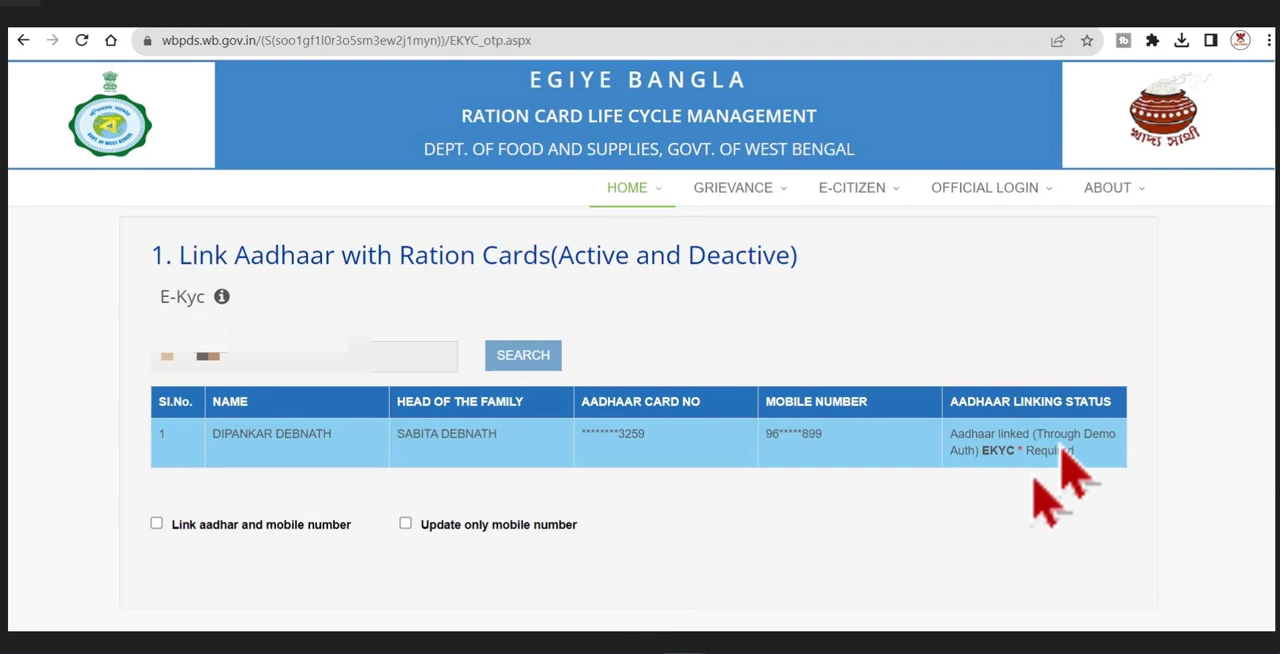 wbpds.wb.gov.in/(S(soo1gf1l0r3o5sm3ew2j1myn))/EKYC_otp.aspx
EGIYE BANGLA
RATION CARD LIFE CYCLE MANAGEMENT
DEPT. OF FOOD AND SUPPLIES, GOVT. OF WEST BENGAL
খাদ্য সাথী
HOME GRIEVANCE E-CITIZEN OFFICIAL LOGIN ABOUT
1. Link Aadhaar with Ration Cards(Active and Deactive)
E-Kyc
SEARCH
Sl.No. NAME HEAD OF THE FAMILY AADHAAR CARD NO MOBILE NUMBER AADHAAR LINKING STATUS
1 DIPANKAR DEBNATH SABITA DEBNATH ********3259 96*****899 Aadhaar linked (Through Demo
Auth) EKYC * Required
Link aadhar and mobile number Update only mobile number